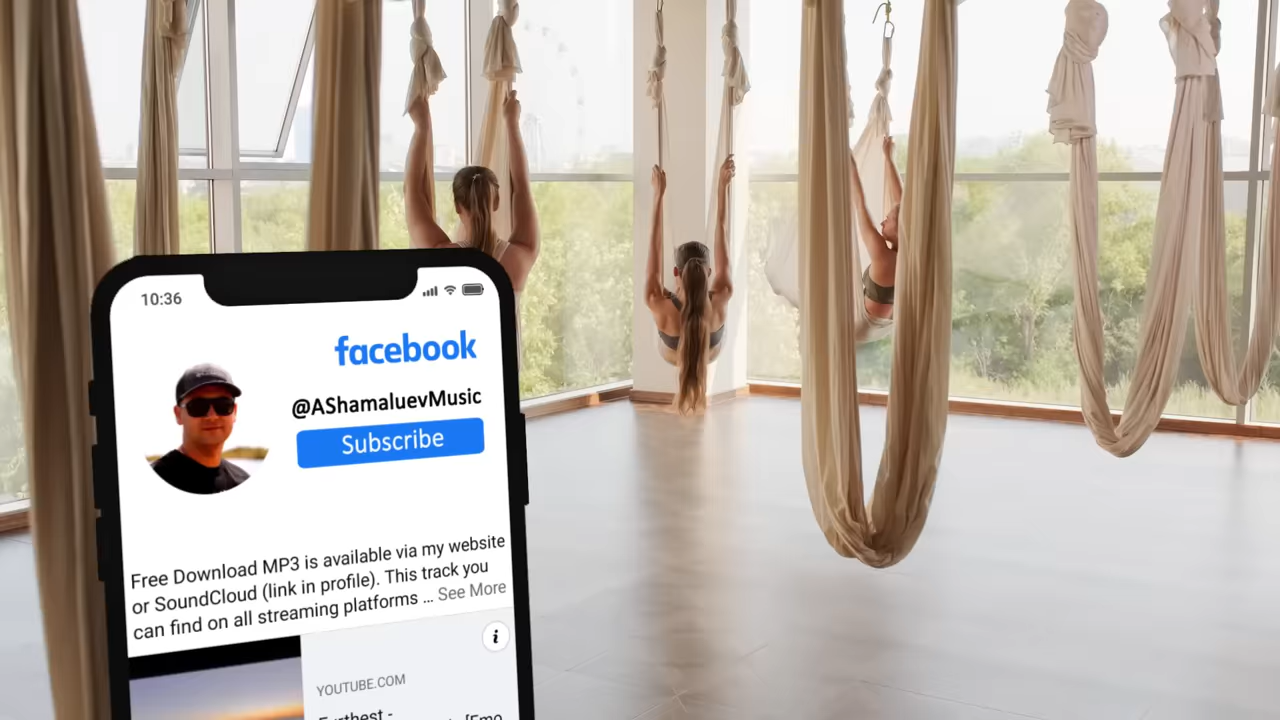 10:36
facebook
@AShamaluevMusic
Subscribe
Free Download MP3 is available via my website
or SoundCloud (link in profile). This track you
can find on all streaming platforms ... See More
i
YOUTUBE.COM
Furthest -